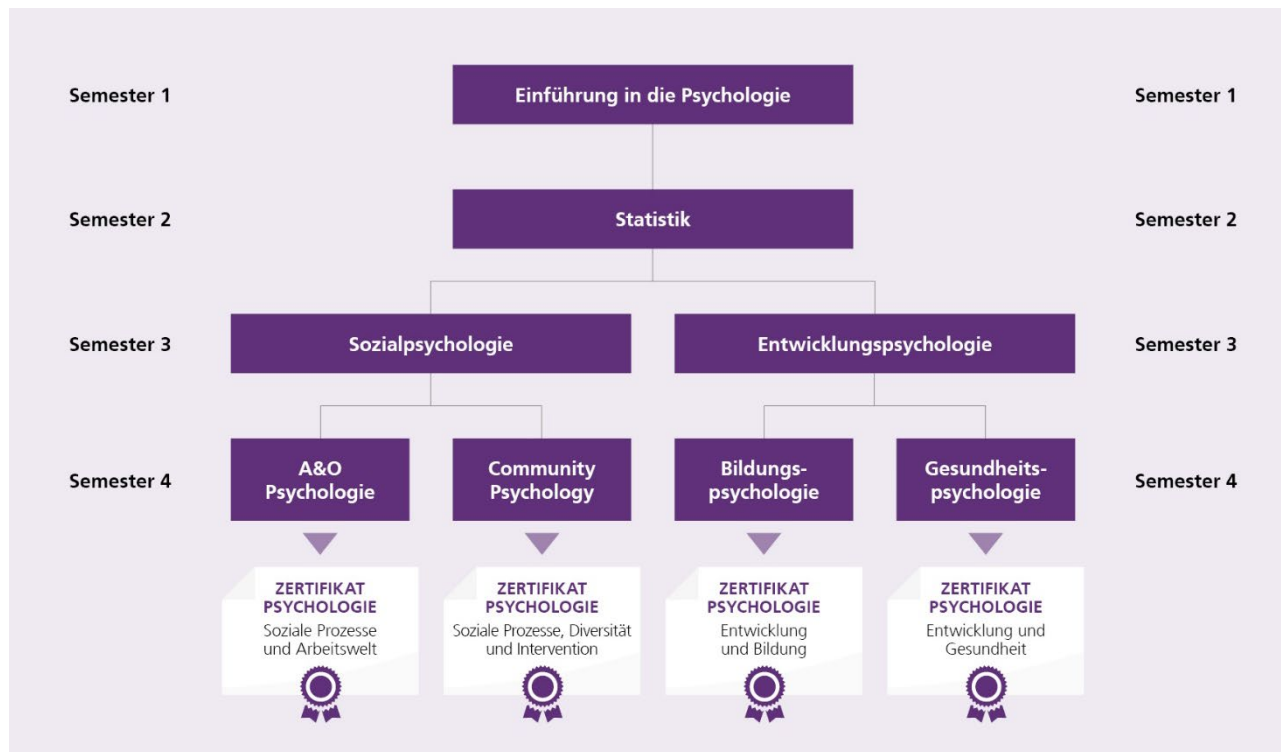 Semester 1
Einführung in die Psychologie
Semester 1
Semester 2
Statistik
Semester 2
Semester 3
Sozialpsychologie
Entwicklungspsychologie
Semester 3
Semester 4
A&O
Psychologie
Community
Psychology
Bildungs-
psychologie
Gesundheits-
psychologie
Semester 4
ZERTIFIKAT
PSYCHOLOGIE
Soziale Prozesse
und Arbeitswelt
ZERTIFIKAT
PSYCHOLOGIE
Soziale Prozesse, Diversität
und Intervention
ZERTIFIKAT
PSYCHOLOGIE
Entwicklung
und Bildung
ZERTIFIKAT
PSYCHOLOGIE
Entwicklung und
Gesundheit